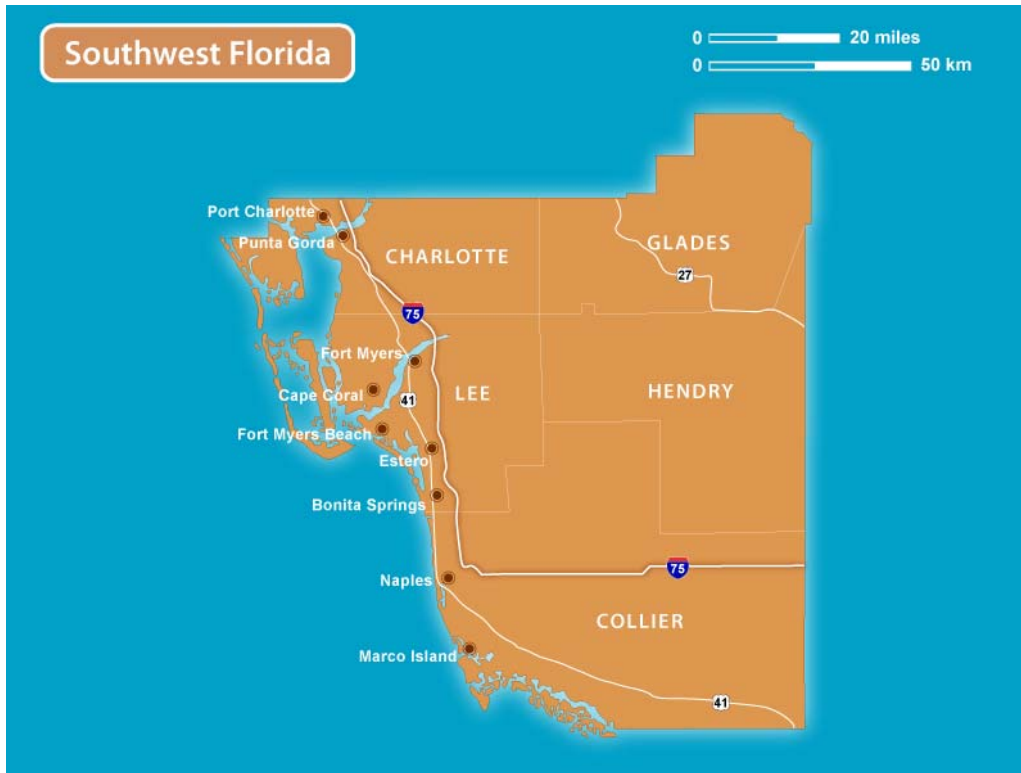 Southwest Florida
0 20 miles
0 50 km
Port Charlotte
Punta Gorda
CHARLOTTE
GLADES
27
75
Fort Myers
Cape Coral
41
LEE
HENDRY
Fort Myers Beach
Estero
Bonita Springs
75
Naples
COLLIER
Marco Island
41